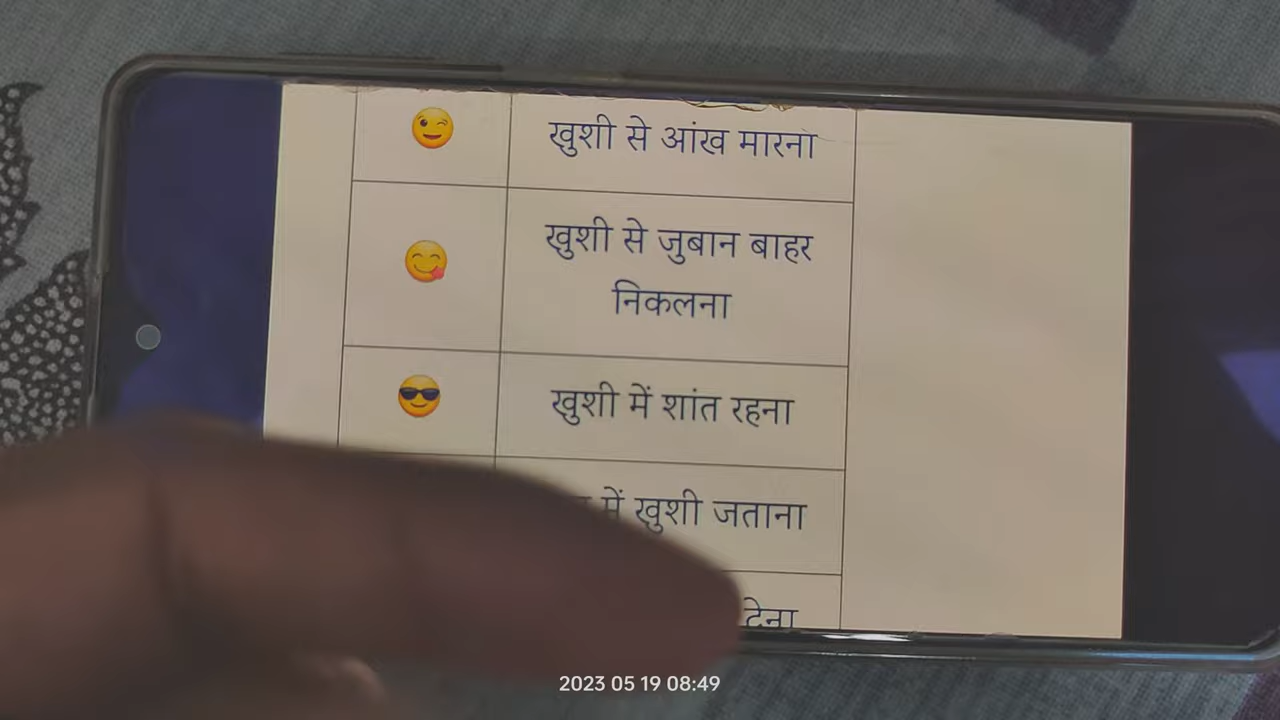 खुशी से आंख मारना
खुशी से जुबान बाहर
निकलना
खुशी में शांत रहना
में खुशी जताना
देना
2023 05 19 08:49